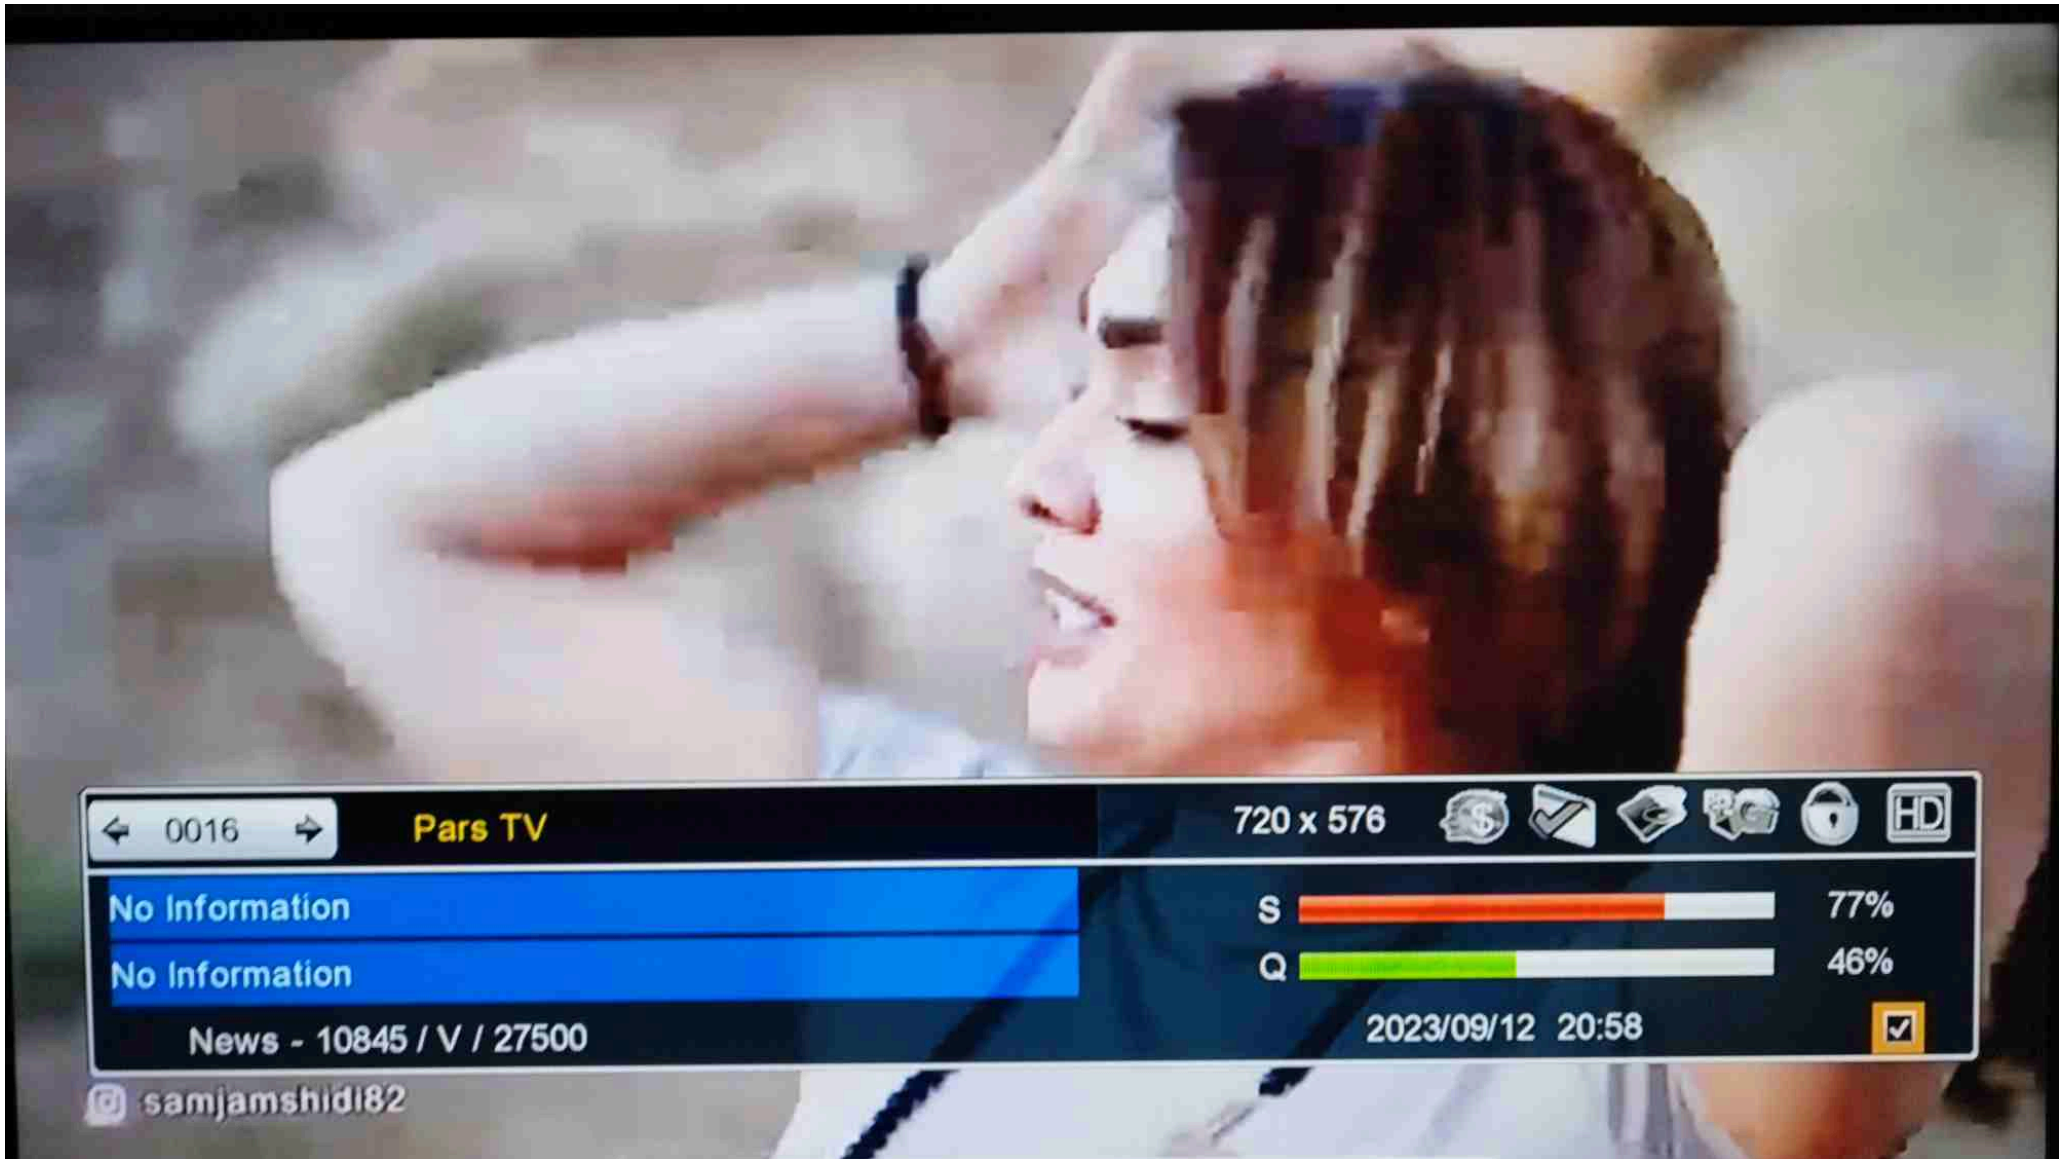 0016 Pars TV 720 x 576 HD
No Information S 77%
No Information Q 46%
News - 10845 / V / 27500 2023/09/12 20:58
samjamshidi82